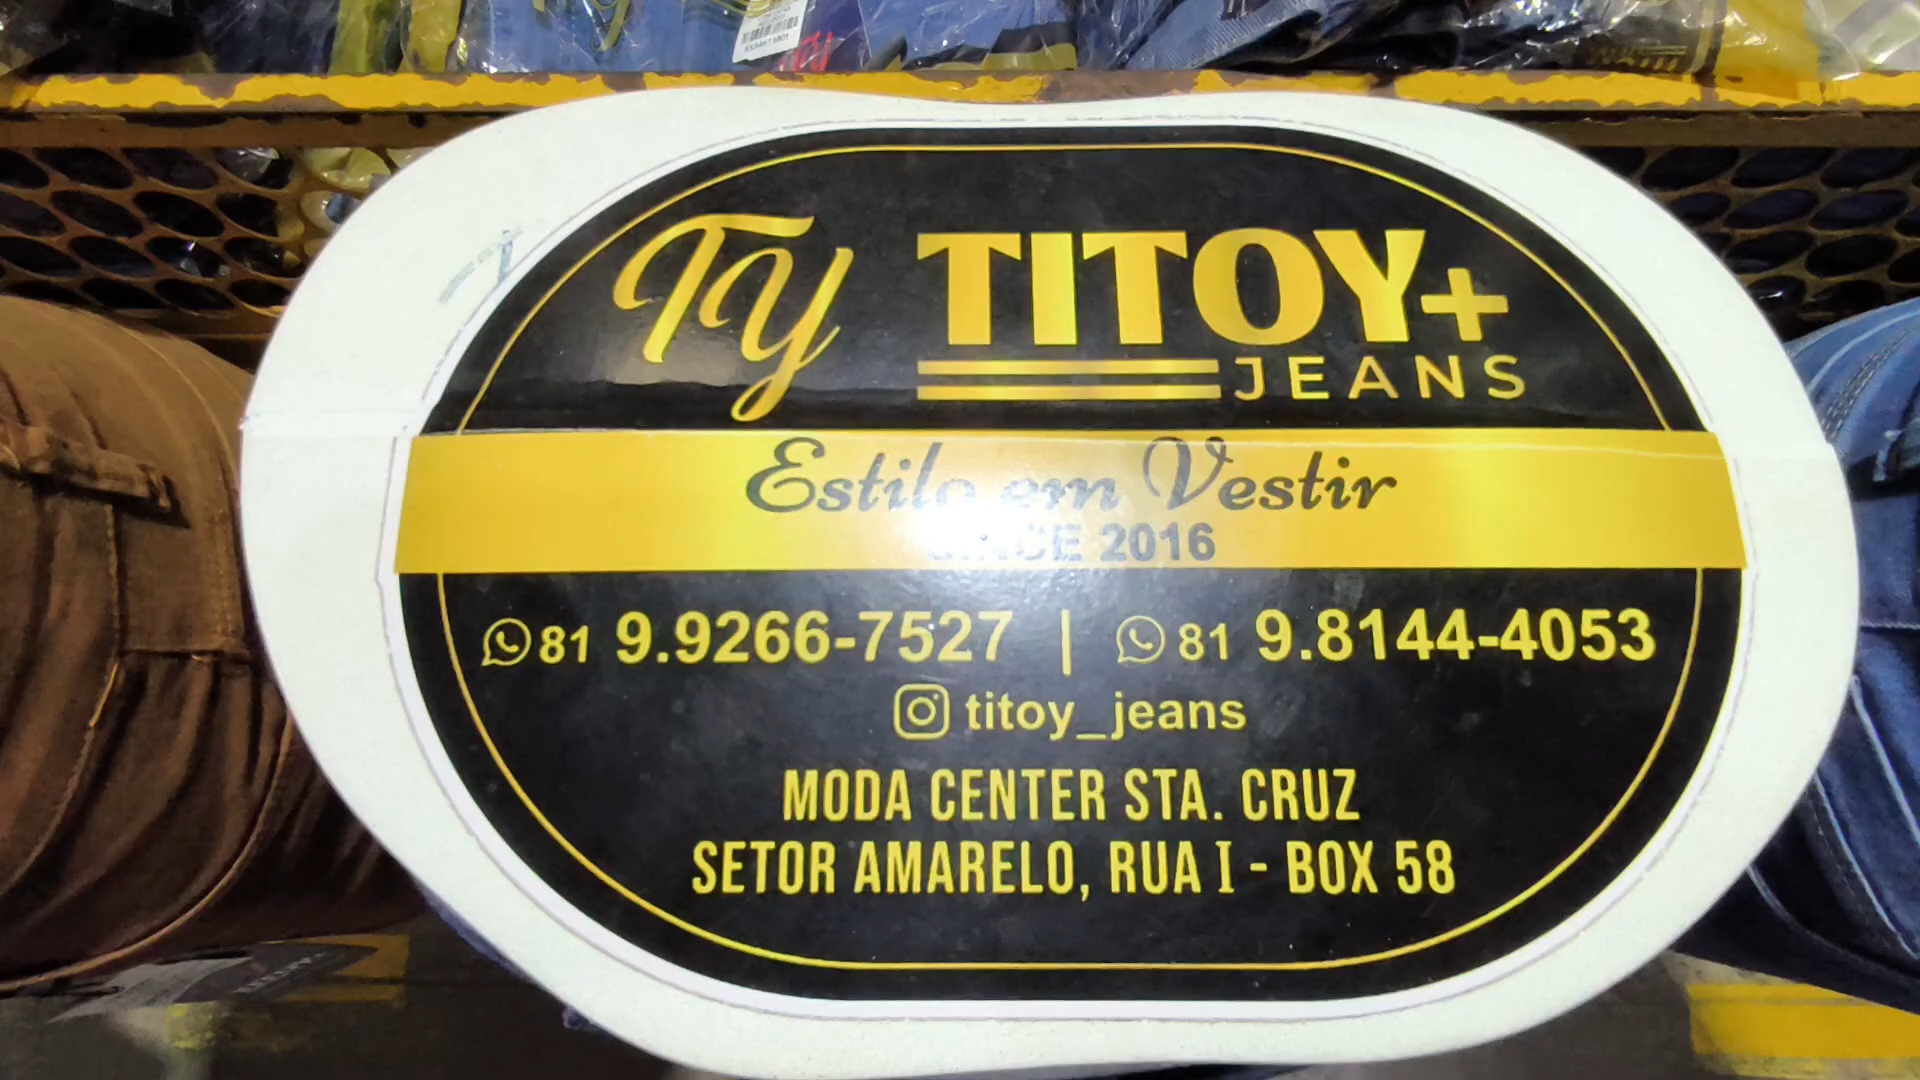 Ty TITOY+
JEANS
Estilo em Vestir
SINCE 2016
81 9.9266-7527 | 81 9.8144-4053
titoy_jeans
MODA CENTER STA. CRUZ
SETOR AMARELO, RUA I - BOX 58